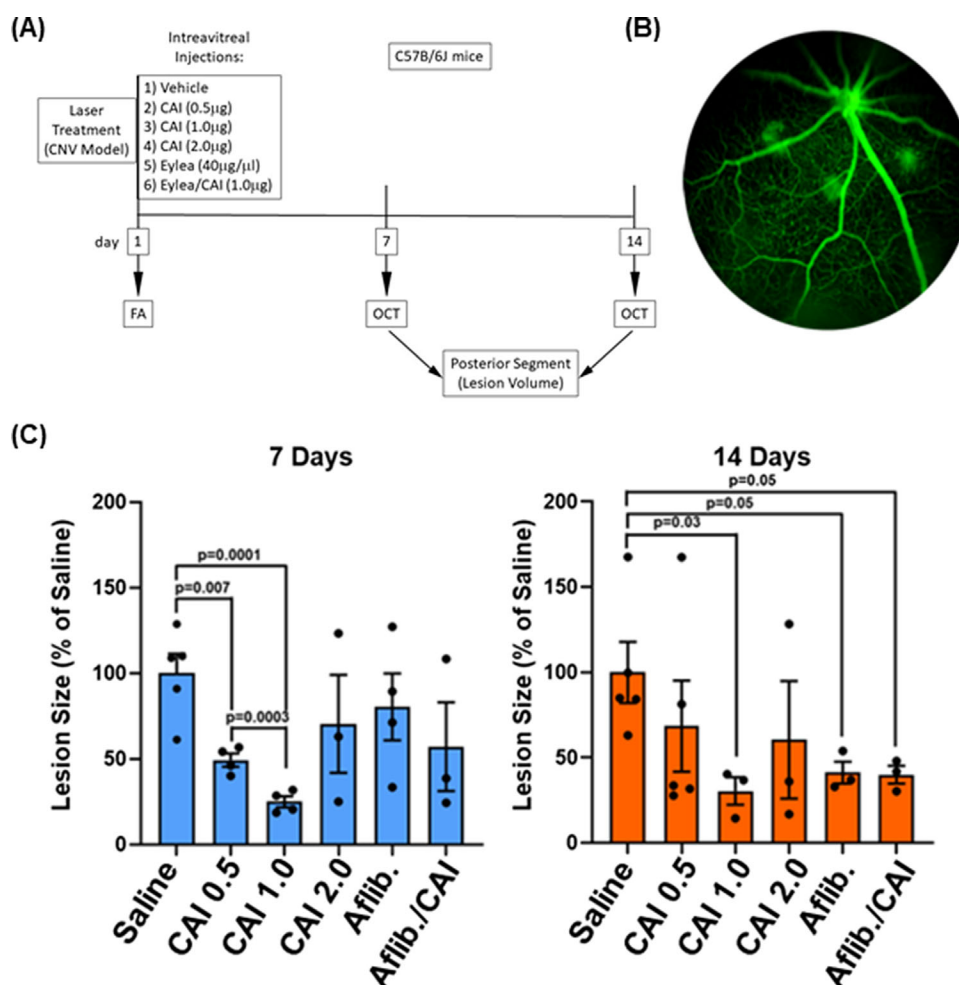 (A)
Intreavitreal
Injections:
C57B/6J mice
Laser
Treatment
(CNV Model)
1) Vehicle
2) CAI (0.5µg)
3) CAI (1.0µg)
4) CAI (2.0µg)
5) Eylea (40µg/µl)
6) Eylea/CAI (1.0µg)
day
1
7
14
FA
OCT
OCT
Posterior Segment
(Lesion Volume)
(B)
(C)
7 Days
Lesion Size (% of Saline)
200
150
100
50
0
p=0.0001
p=0.007
p=0.0003
Saline
CAI 0.5
CAI 1.0
CAI 2.0
Aflib.
Aflib./CAI
14 Days
Lesion Size (% of Saline)
200
150
100
50
0
p=0.05
p=0.05
p=0.03
Saline
CAI 0.5
CAI 1.0
CAI 2.0
Aflib.
Aflib./CAI